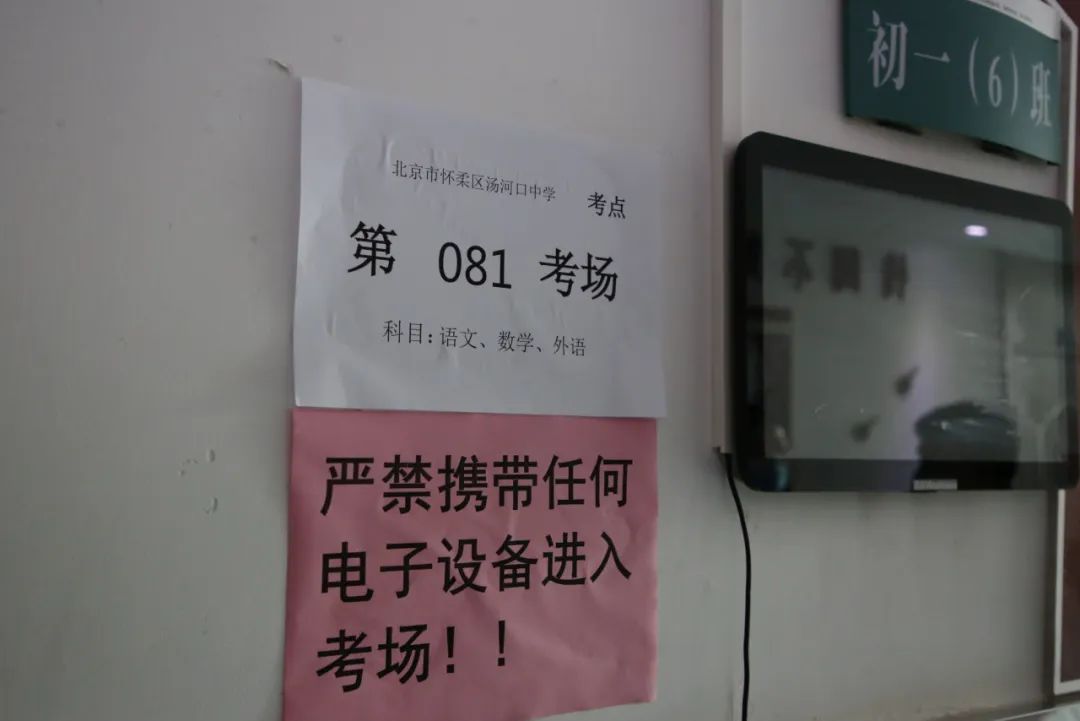 北京市怀柔区汤河口中学 考点
第 081 考场
科目：语文、数学、外语
严禁携带任何
电子设备进入
考场！！
初一（6）班